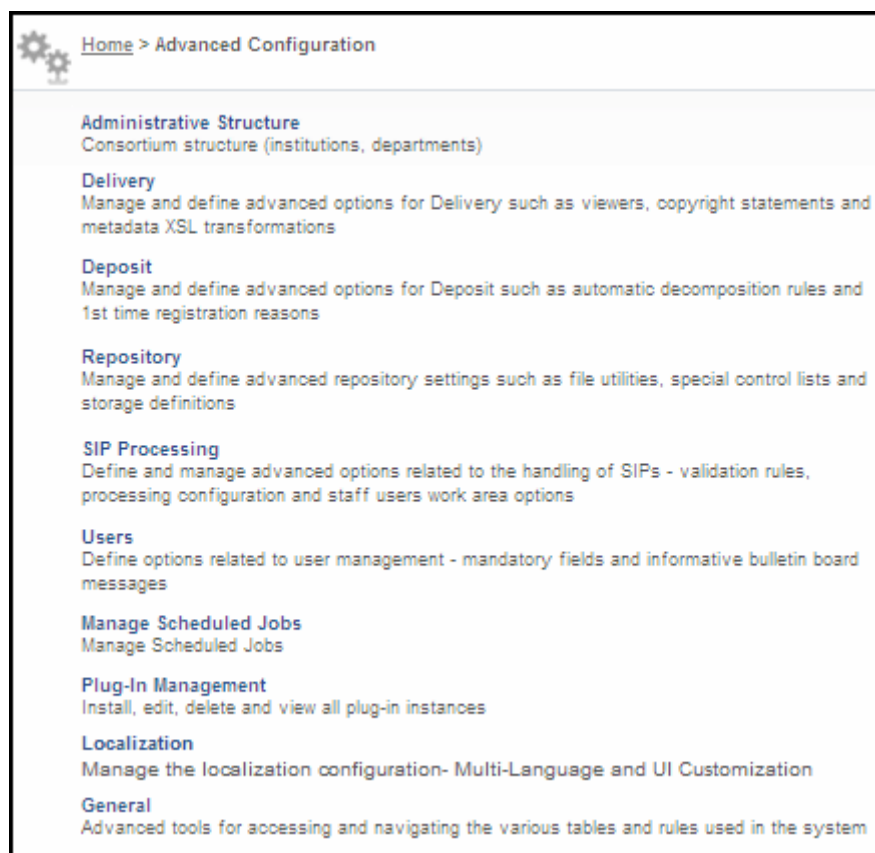 Home > Advanced Configuration
Administrative Structure
Consortium structure (institutions, departments)
Delivery
Manage and define advanced options for Delivery such as viewers, copyright statements and
metadata XSL transformations
Deposit
Manage and define advanced options for Deposit such as automatic decomposition rules and
1st time registration reasons
Repository
Manage and define advanced repository settings such as file utilities, special control lists and
storage definitions
SIP Processing
Define and manage advanced options related to the handling of SIPs - validation rules,
processing configuration and staff users work area options
Users
Define options related to user management - mandatory fields and informative bulletin board
messages
Manage Scheduled Jobs
Manage Scheduled Jobs
Plug-In Management
Install, edit, delete and view all plug-in instances
Localization
Manage the localization configuration- Multi-Language and UI Customization
General
Advanced tools for accessing and navigating the various tables and rules used in the system